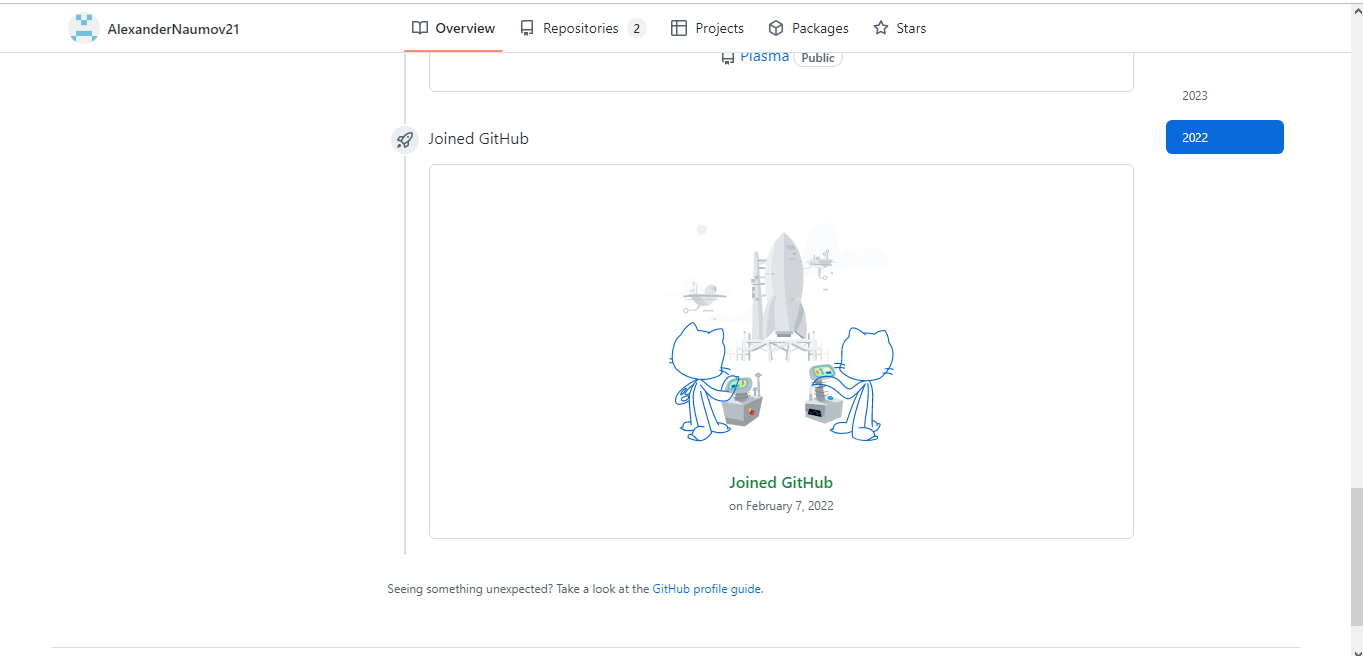 AlexanderNaumov21
Overview Repositories 2 Projects Packages Stars
Plasma Public
2023
2022
Joined GitHub
Joined GitHub
on February 7, 2022
Seeing something unexpected? Take a look at the GitHub profile guide.